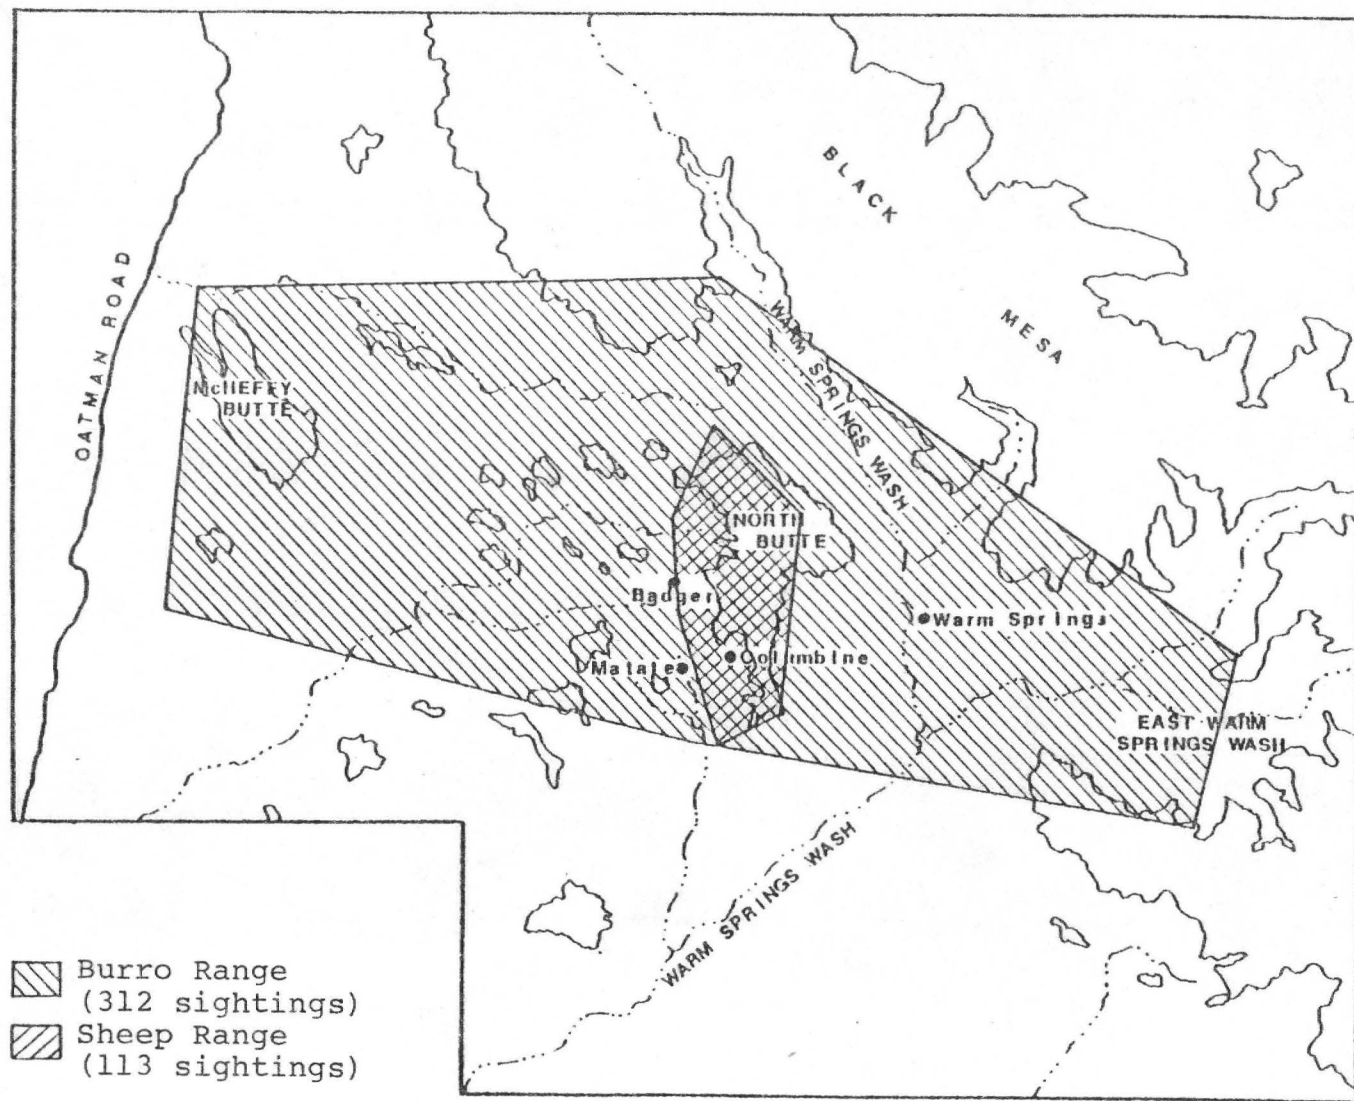 BLACK
MESA
OATMAN ROAD
WARM SPRINGS WASH
McHEFFY
BUTTE
NORTH
BUTTE
Badger
Warm Springs
Matate
Columbine
EAST WARM
SPRINGS WASH
WARM SPRINGS WASH
Burro Range
(312 sightings)
Sheep Range
(113 sightings)